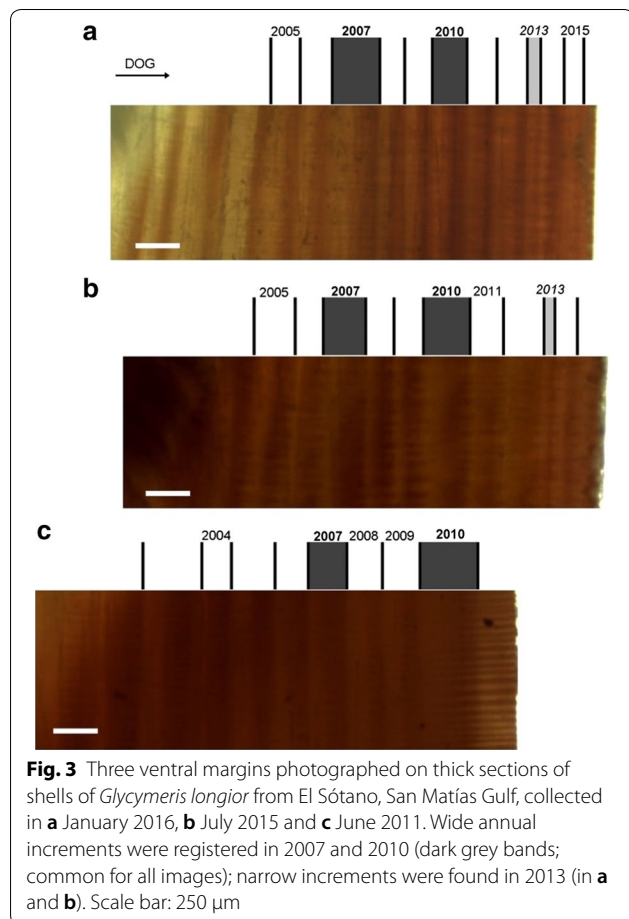 a
2005 2007 2010 2013 2015
DOG
b
2005 2007 2010 2011 2013
c
2004 2007 2008 2009 2010
Fig. 3 Three ventral margins photographed on thick sections of
shells of Glycymeris longior from El Sótano, San Matías Gulf, collected
in a January 2016, b July 2015 and c June 2011. Wide annual
increments were registered in 2007 and 2010 (dark grey bands;
common for all images); narrow increments were found in 2013 (in a
and b). Scale bar: 250 µm